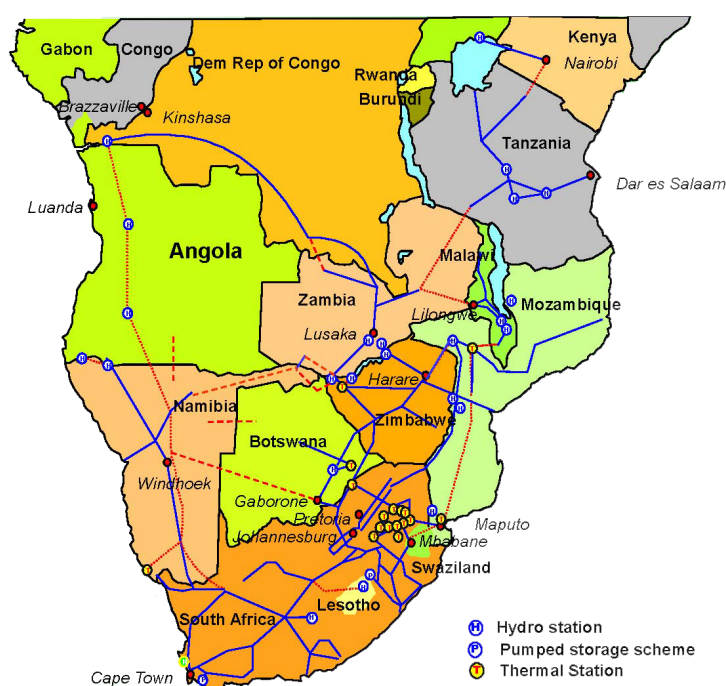 Gabon
Congo
Dem Rep of Congo
Kenya
Nairobi
Rwanda
Burundi
Brazzaville
Kinshasa
Tanzania
Dar es Salaam
Luanda
Angola
Malawi
Zambia
Lilongwe
Mozambique
Lusaka
Harare
Namibia
Zimbabwe
Botswana
Windhoek
Gaborone
Pretoria
Johannesburg
Maputo
Mbabane
Swaziland
Lesotho
South Africa
Cape Town
H Hydro station
P Pumped storage scheme
T Thermal Station